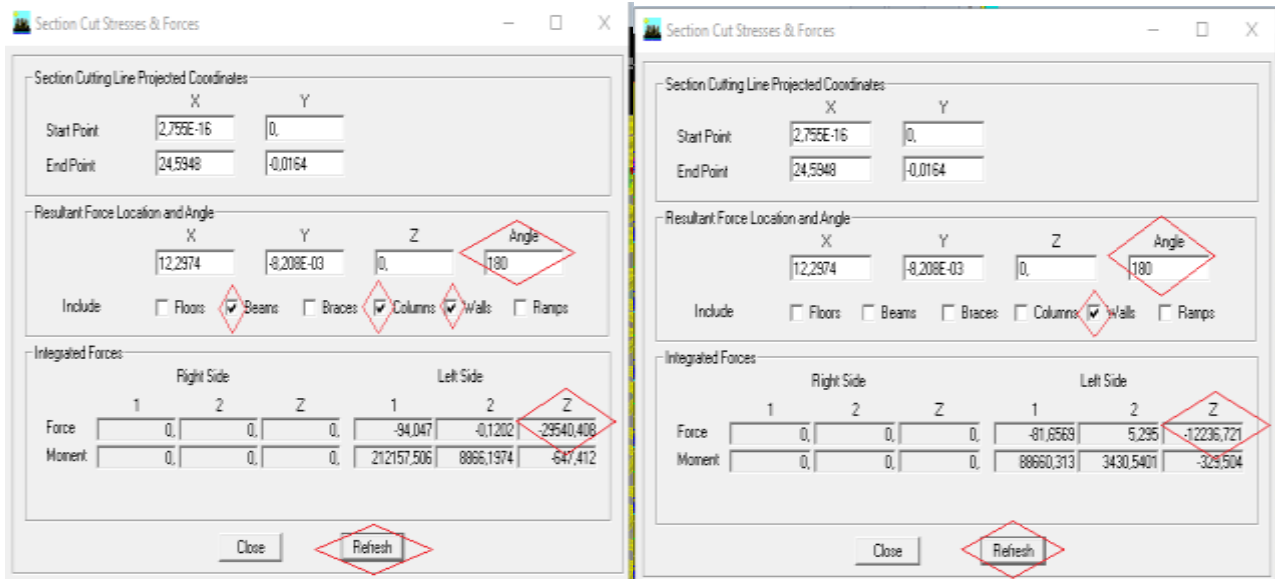 Section Cut Stresses & Forces
Section Cutting Line Projected Coordinates
X Y
Start Point 2,755E-16 0,
End Point 24,5948 -0,0164
Resultant Force Location and Angle
X Y Z Angle
12,2974 -8,208E-03 0, 180
Include Floors Beams Braces Columns Walls Ramps
Integrated Forces
Right Side Left Side
1 2 Z 1 2 Z
Force 0, 0, 0, -94,047 -0,1202 -29540,408
Moment 0, 0, 0, 212157,506 8866,1974 -647,412
Close Refresh
Section Cut Stresses & Forces
Section Cutting Line Projected Coordinates
X Y
Start Point 2,755E-16 0,
End Point 24,5948 -0,0164
Resultant Force Location and Angle
X Y Z Angle
12,2974 -8,208E-03 0, 180
Include Floors Beams Braces Columns Walls Ramps
Integrated Forces
Right Side Left Side
1 2 Z 1 2 Z
Force 0, 0, 0, -81,6569 5,295 -12236,721
Moment 0, 0, 0, 88660,313 3430,5401 -329,504
Close Refresh